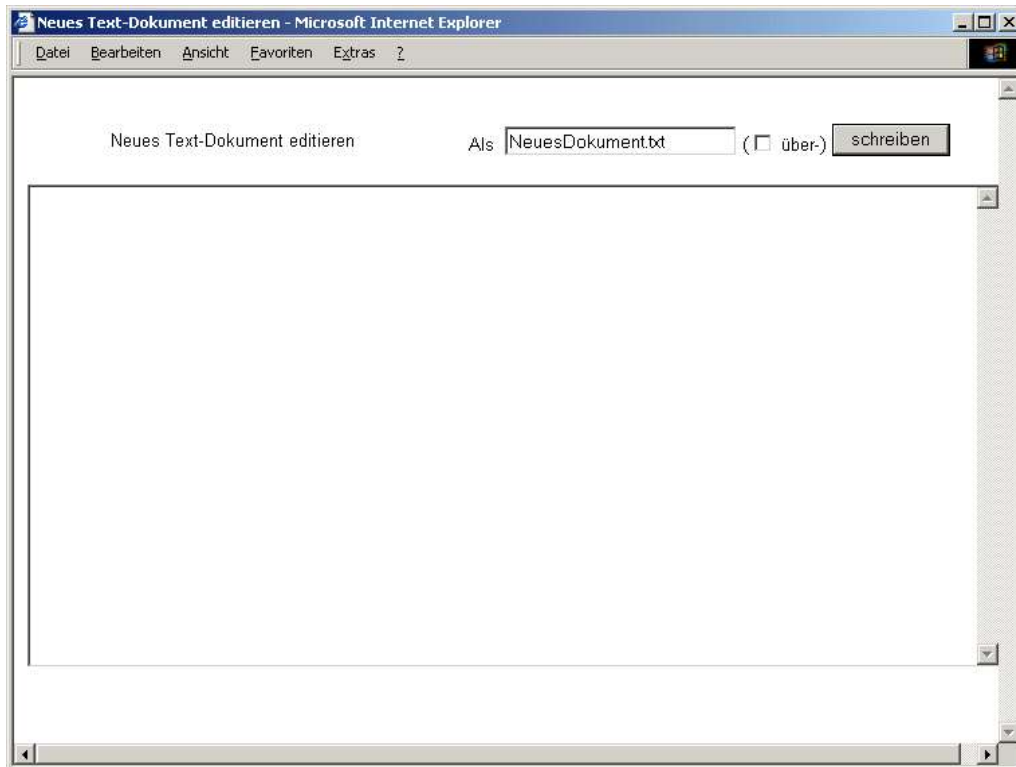 Neues Text-Dokument editieren - Microsoft Internet Explorer
Datei Bearbeiten Ansicht Favoriten Extras ?
Neues Text-Dokument editieren Als NeuesDokument.txt ( über-) schreiben